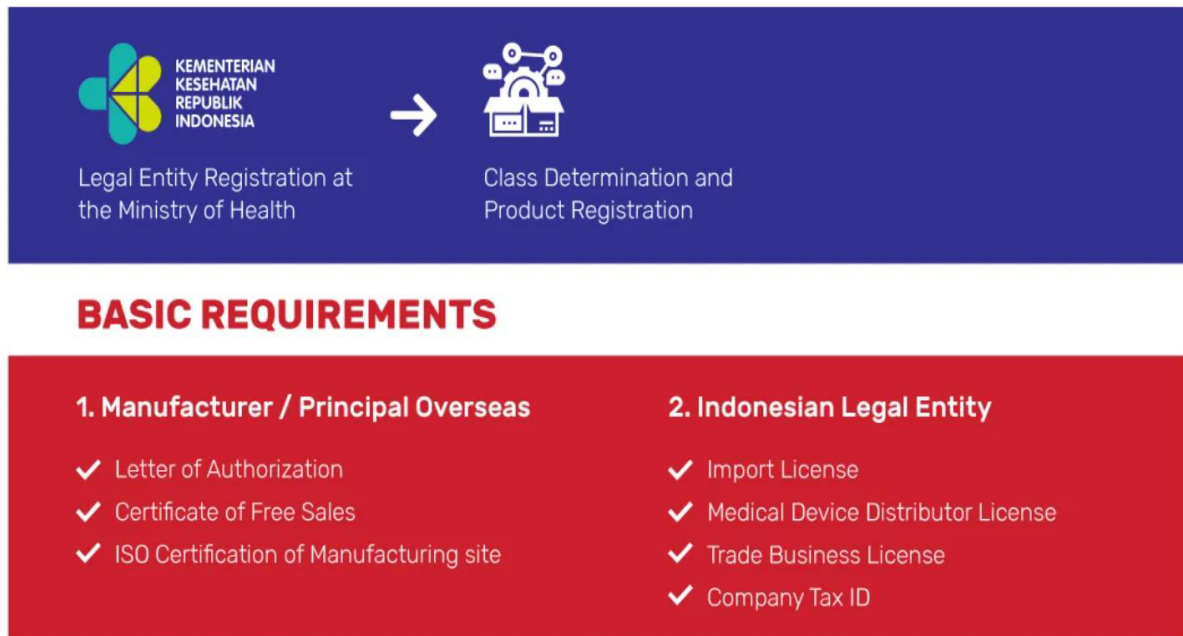 KEMENTERIAN
KESEHATAN
REPUBLIK
INDONESIA
Legal Entity Registration at
the Ministry of Health
Class Determination and
Product Registration
BASIC REQUIREMENTS
1. Manufacturer / Principal Overseas
Letter of Authorization
Certificate of Free Sales
ISO Certification of Manufacturing site
2. Indonesian Legal Entity
Import License
Medical Device Distributor License
Trade Business License
Company Tax ID